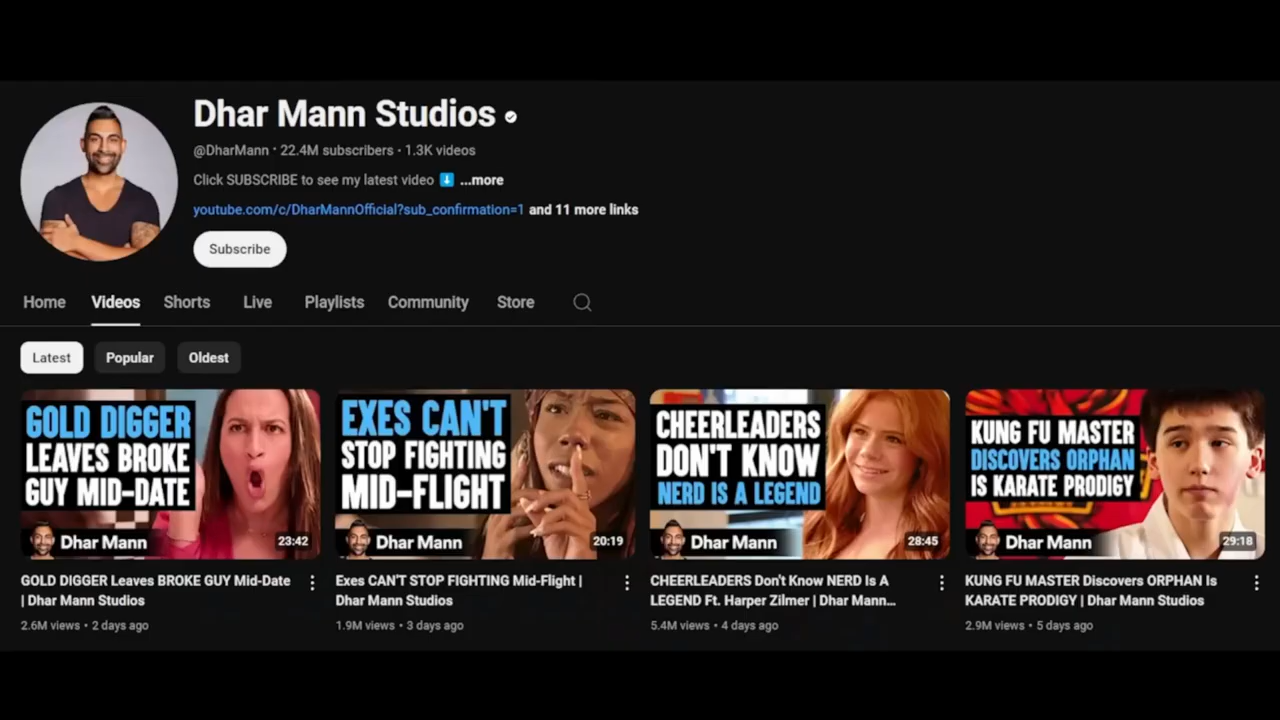 Dhar Mann Studios
@DharMann · 22.4M subscribers · 1.3K videos
Click SUBSCRIBE to see my latest video ⬇️ ...more
youtube.com/c/DharMannOfficial?sub_confirmation=1 and 11 more links
Subscribe
Home Videos Shorts Live Playlists Community Store
Latest Popular Oldest
GOLD DIGGER
LEAVES BROKE
GUY MID-DATE
Dhar Mann
23:42
GOLD DIGGER Leaves BROKE GUY Mid-Date
| Dhar Mann Studios
2.6M views · 2 days ago
EXES CAN'T
STOP FIGHTING
MID-FLIGHT
Dhar Mann
20:19
Exes CAN'T STOP FIGHTING Mid-Flight |
Dhar Mann Studios
1.9M views · 3 days ago
CHEERLEADERS
DON'T KNOW
NERD IS A LEGEND
Dhar Mann
28:45
CHEERLEADERS Don't Know NERD Is A
LEGEND Ft. Harper Zilmer | Dhar Mann...
5.4M views · 4 days ago
KUNG FU MASTER
DISCOVERS ORPHAN
IS KARATE PRODIGY
Dhar Mann
29:18
KUNG FU MASTER Discovers ORPHAN Is
KARATE PRODIGY | Dhar Mann Studios
2.9M views · 5 days ago